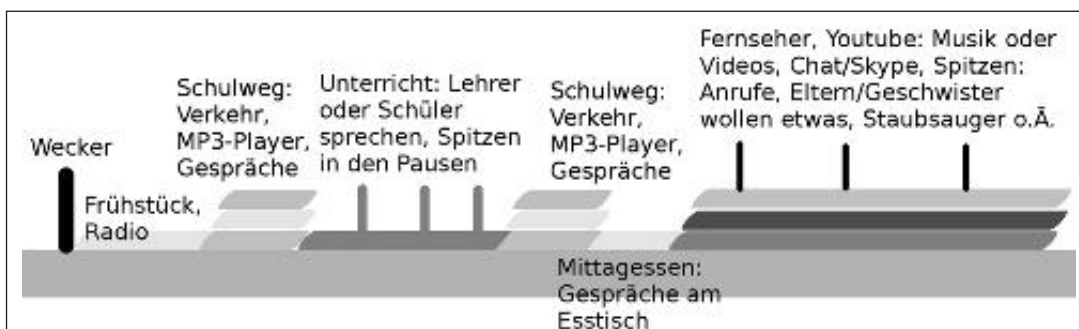 Wecker
Frühstück,
Radio
Schulweg:
Verkehr,
MP3-Player,
Gespräche
Unterricht: Lehrer
oder Schüler
sprechen, Spitzen
in den Pausen
Schulweg:
Verkehr,
MP3-Player,
Gespräche
Mittagessen:
Gespräche am
Esstisch
Fernseher, Youtube: Musik oder
Videos, Chat/Skype, Spitzen:
Anrufe, Eltern/Geschwister
wollen etwas, Staubsauger o.Ä.